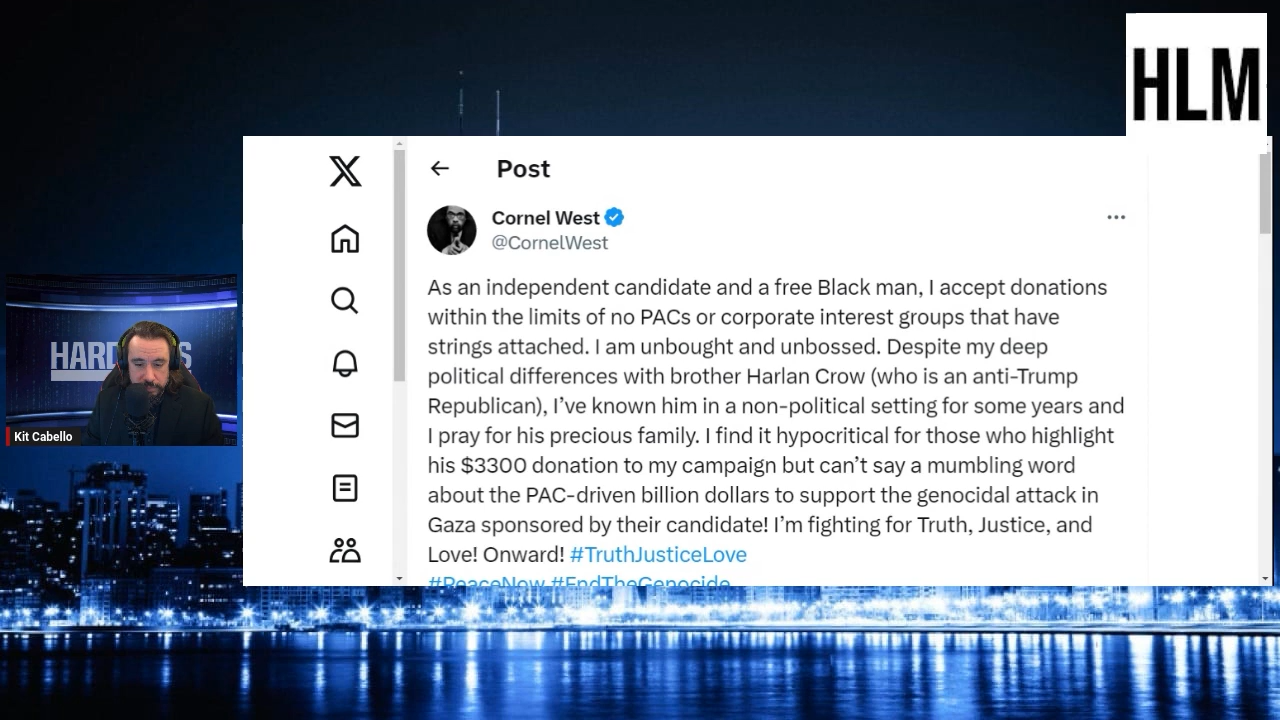 HLM
Post
Cornel West
@CornelWest
As an independent candidate and a free Black man, I accept donations
within the limits of no PACs or corporate interest groups that have
strings attached. I am unbought and unbossed. Despite my deep
political differences with brother Harlan Crow (who is an anti-Trump
Republican), I’ve known him in a non-political setting for some years and
I pray for his precious family. I find it hypocritical for those who highlight
his $3300 donation to my campaign but can’t say a mumbling word
about the PAC-driven billion dollars to support the genocidal attack in
Gaza sponsored by their candidate! I’m fighting for Truth, Justice, and
Love! Onward! #TruthJusticeLove
#PeaceNow #EndTheGenocide
Kit Cabello